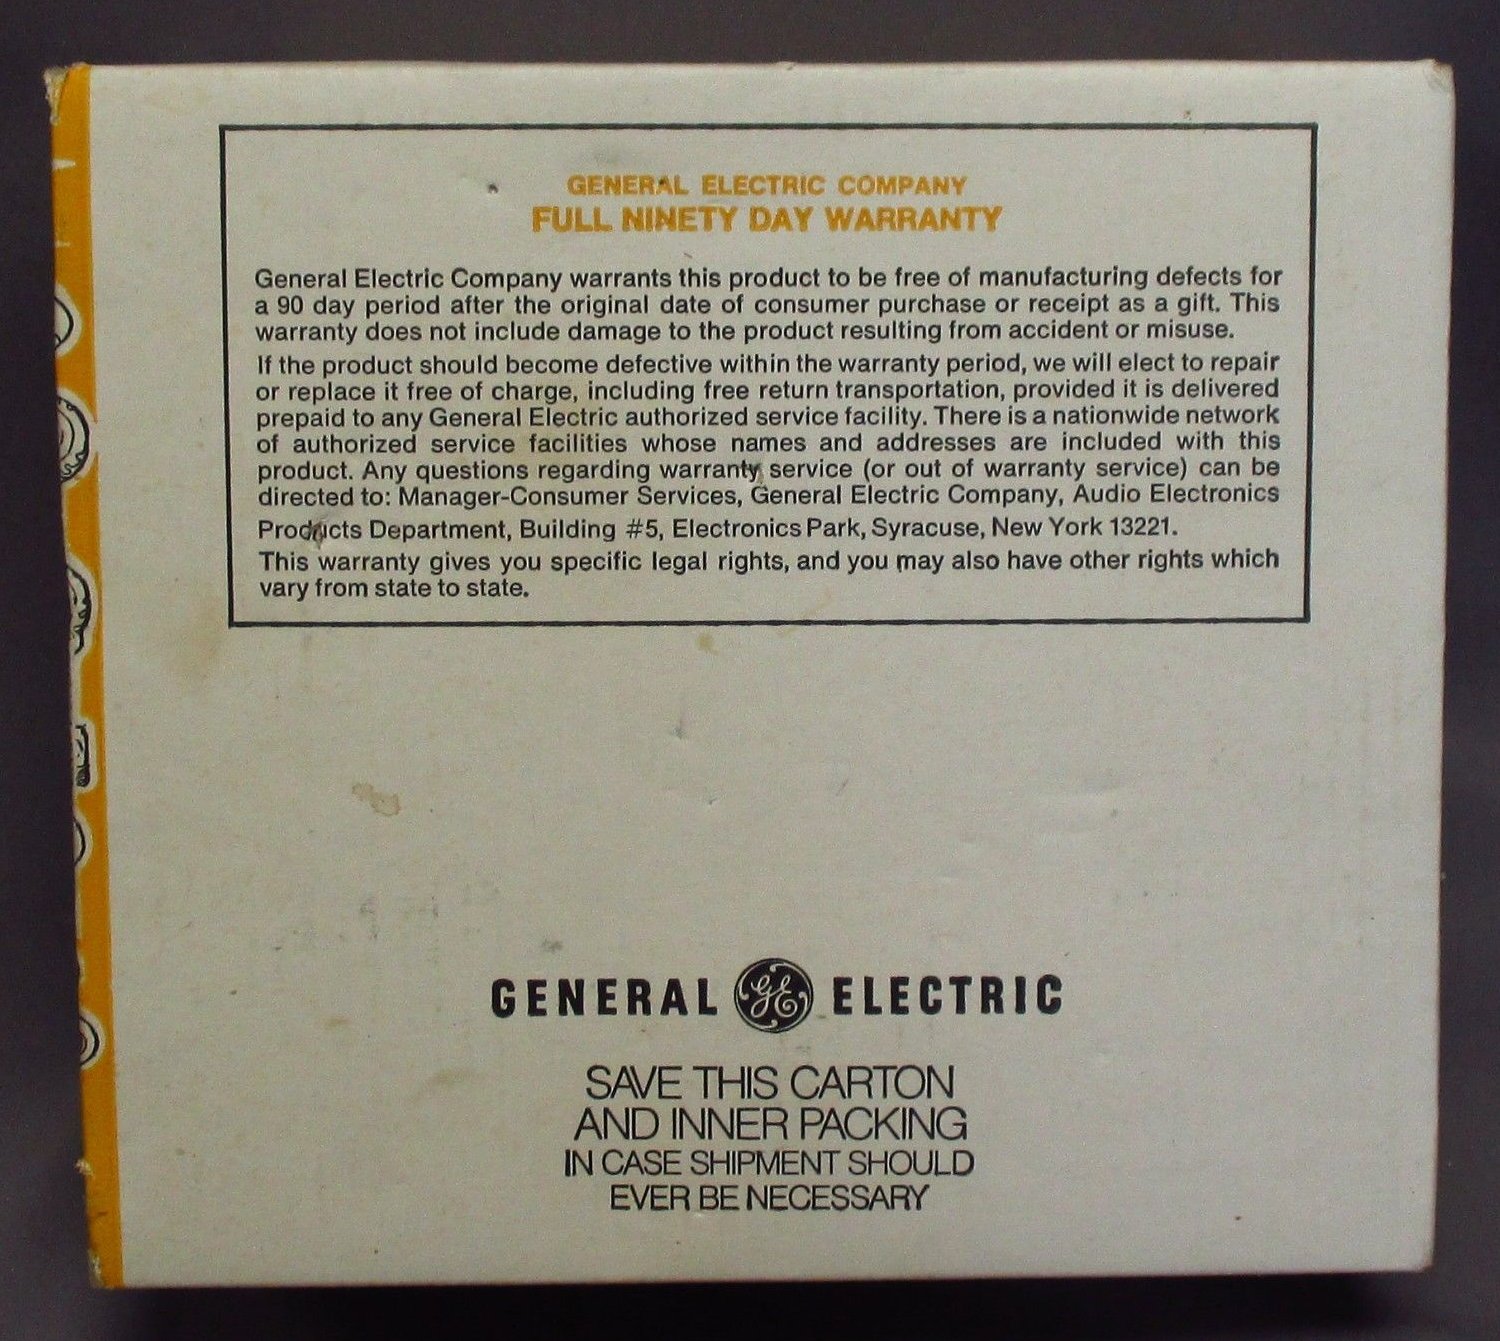 GENERAL ELECTRIC COMPANY
FULL NINETY DAY WARRANTY
General Electric Company warrants this product to be free of manufacturing defects for
a 90 day period after the original date of consumer purchase or receipt as a gift. This
warranty does not include damage to the product resulting from accident or misuse.
If the product should become defective within the warranty period, we will elect to repair
or replace it free of charge, including free return transportation, provided it is delivered
prepaid to any General Electric authorized service facility. There is a nationwide network
of authorized service facilities whose names and addresses are included with this
product. Any questions regarding warranty service (or out of warranty service) can be
directed to: Manager-Consumer Services, General Electric Company, Audio Electronics
Products Department, Building #5, Electronics Park, Syracuse, New York 13221.
This warranty gives you specific legal rights, and you may also have other rights which
vary from state to state.
GENERAL GE ELECTRIC
SAVE THIS CARTON
AND INNER PACKING
IN CASE SHIPMENT SHOULD
EVER BE NECESSARY